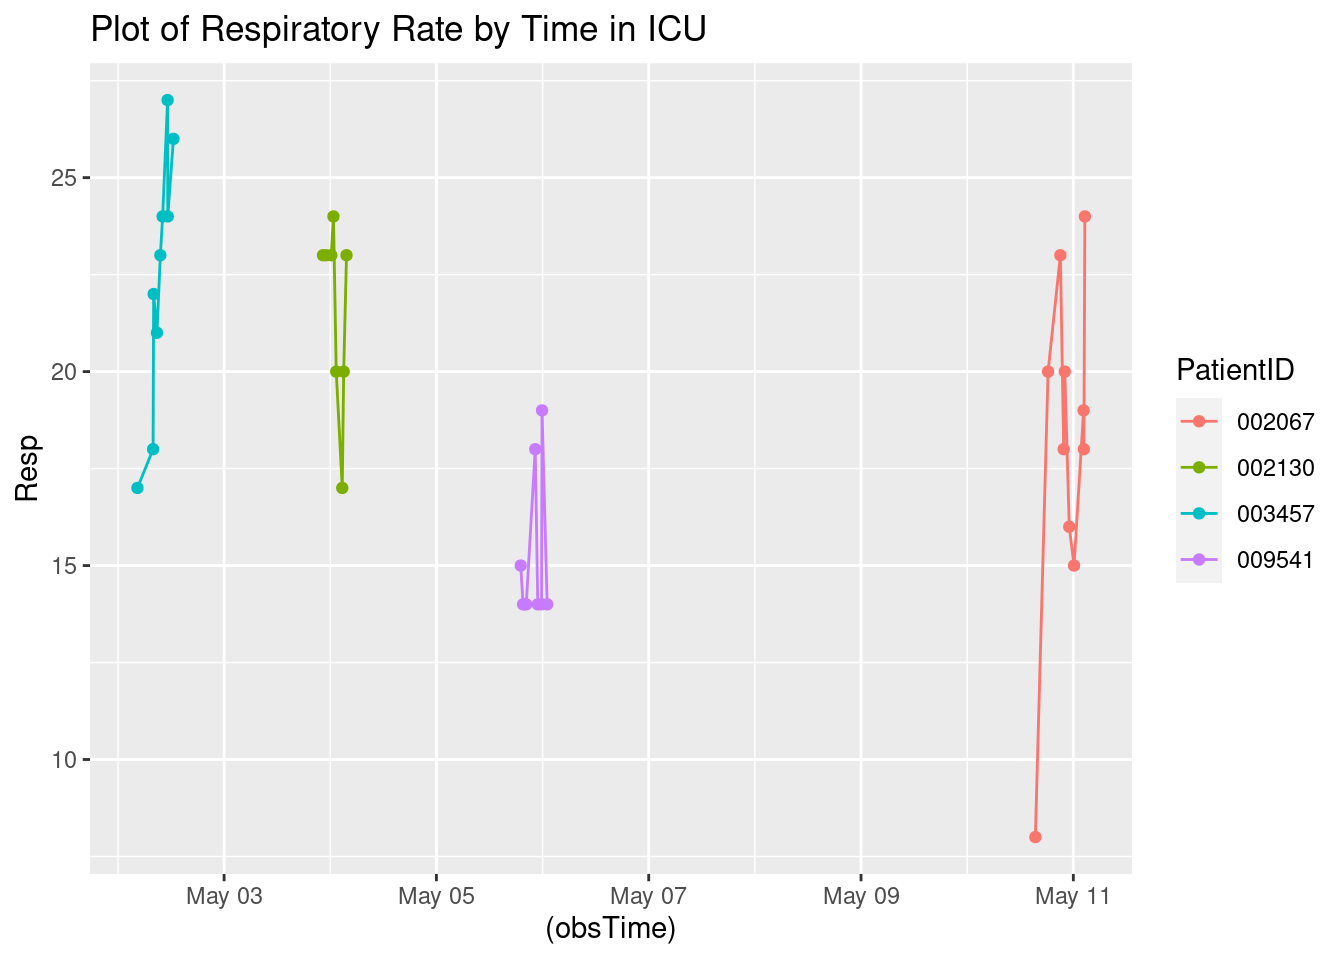 Plot of Respiratory Rate by Time in ICU
25
20
15
10
Resp
May 03
May 05
May 07
May 09
May 11
(obsTime)
PatientID
002067
002130
003457
009541